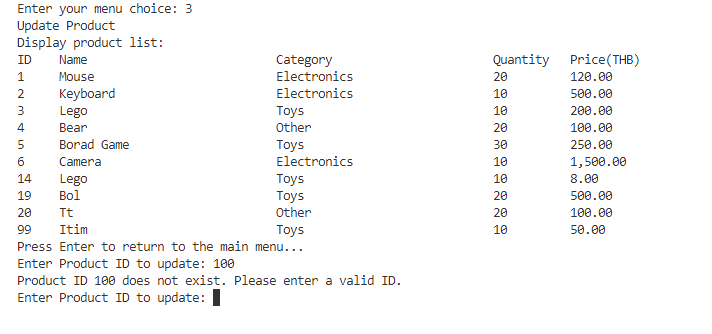 Enter your menu choice: 3
Update Product
Display product list:
ID Name Category Quantity Price(THB)
1 Mouse Electronics 20 120.00
2 Keyboard Electronics 10 500.00
3 Lego Toys 10 200.00
4 Bear Other 20 100.00
5 Borad Game Toys 30 250.00
6 Camera Electronics 10 1,500.00
14 Lego Toys 10 8.00
19 Bol Toys 20 500.00
20 Tt Other 20 100.00
99 Itim Toys 10 50.00
Press Enter to return to the main menu...
Enter Product ID to update: 100
Product ID 100 does not exist. Please enter a valid ID.
Enter Product ID to update: